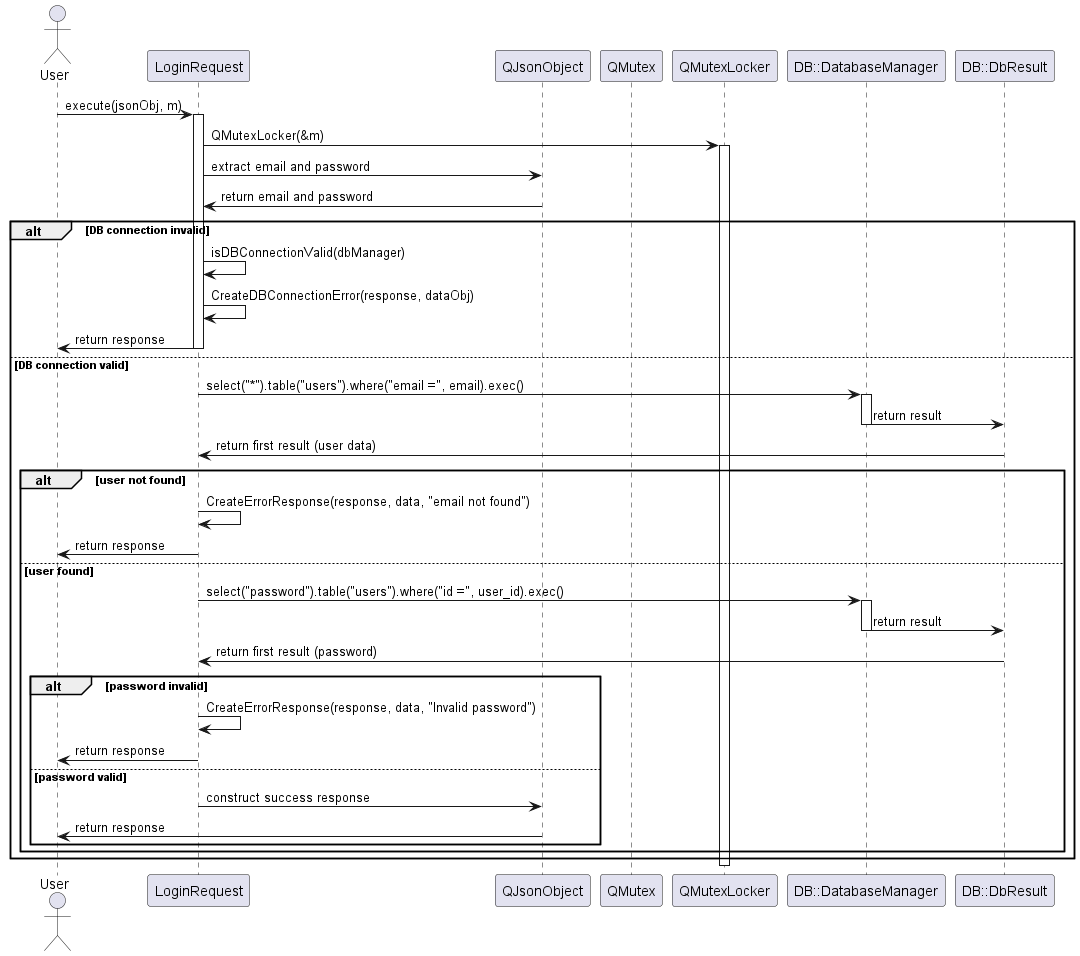 User
LoginRequest
QJsonObject
QMutex
QMutexLocker
DB::DatabaseManager
DB::DbResult
execute(jsonObj, m)
QMutexLocker(&m)
extract email and password
return email and password
alt
[DB connection invalid]
isDBConnectionValid(dbManager)
CreateDBConnectionError(response, dataObj)
return response
[DB connection valid]
select("*").table("users").where("email =", email).exec()
return result
return first result (user data)
alt
[user not found]
CreateErrorResponse(response, data, "email not found")
return response
[user found]
select("password").table("users").where("id =", user_id).exec()
return result
return first result (password)
alt
[password invalid]
CreateErrorResponse(response, data, "Invalid password")
return response
[password valid]
construct success response
return response
User
LoginRequest
QJsonObject
QMutex
QMutexLocker
DB::DatabaseManager
DB::DbResult